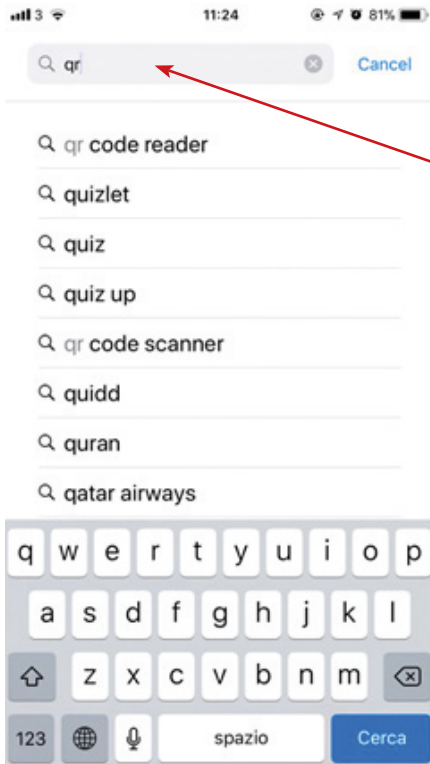 3 11:24 81%
qr Cancel
qr code reader
quizlet
quiz
quiz up
qr code scanner
quidd
quran
qatar airways
q w e r t y u i o p
a s d f g h j k l
z x c v b n m
123 spazio Cerca